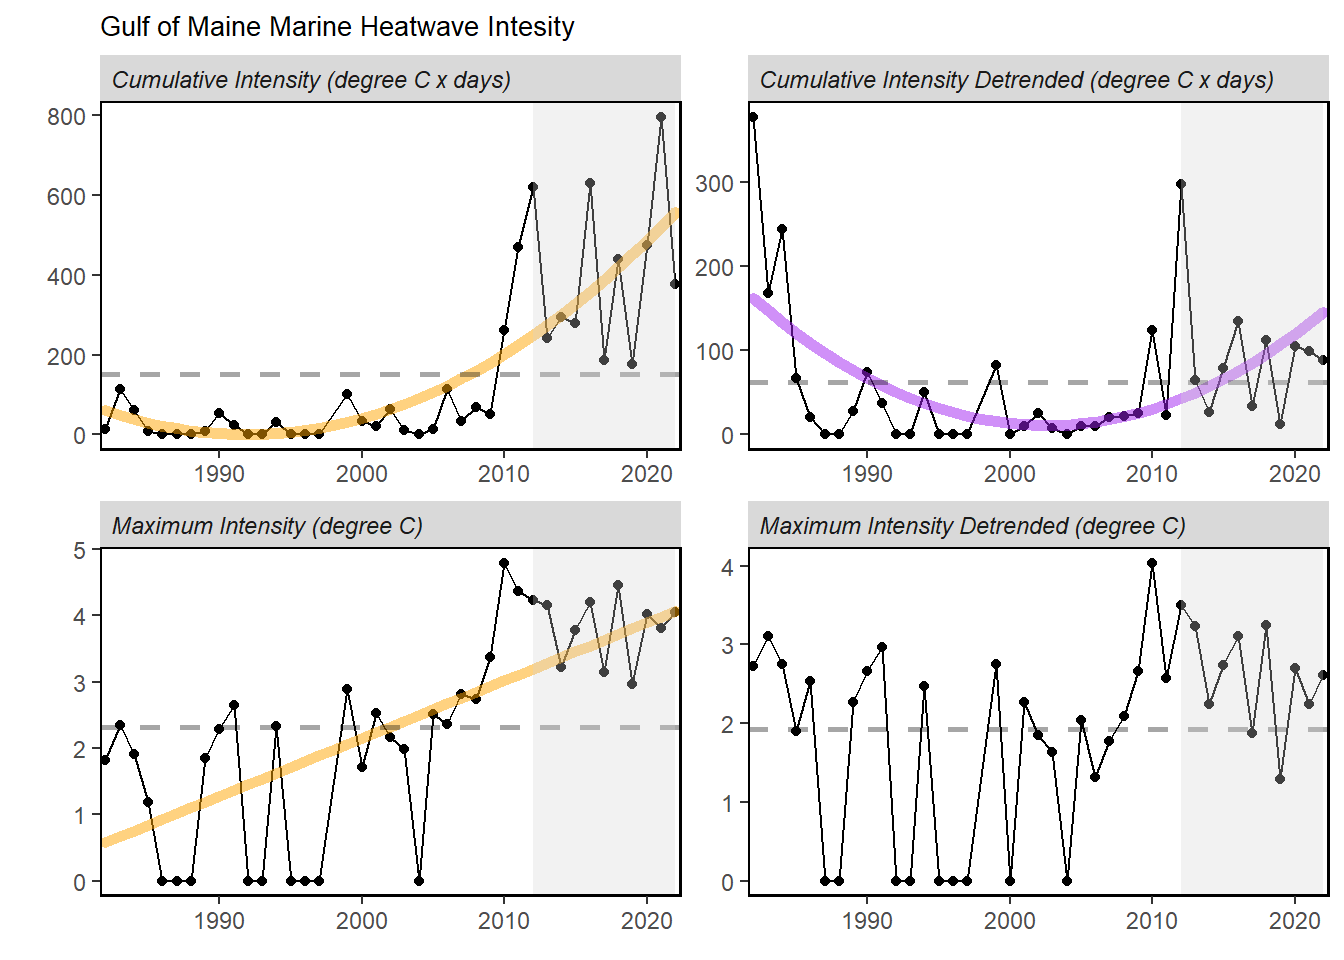 Gulf of Maine Marine Heatwave Intesity
Cumulative Intensity (degree C x days)
800
600
400
200
0
1990 2000 2010 2020
Cumulative Intensity Detrended (degree C x days)
300
200
100
0
1990 2000 2010 2020
Maximum Intensity (degree C)
5
4
3
2
1
0
1990 2000 2010 2020
Maximum Intensity Detrended (degree C)
4
3
2
1
0
1990 2000 2010 2020